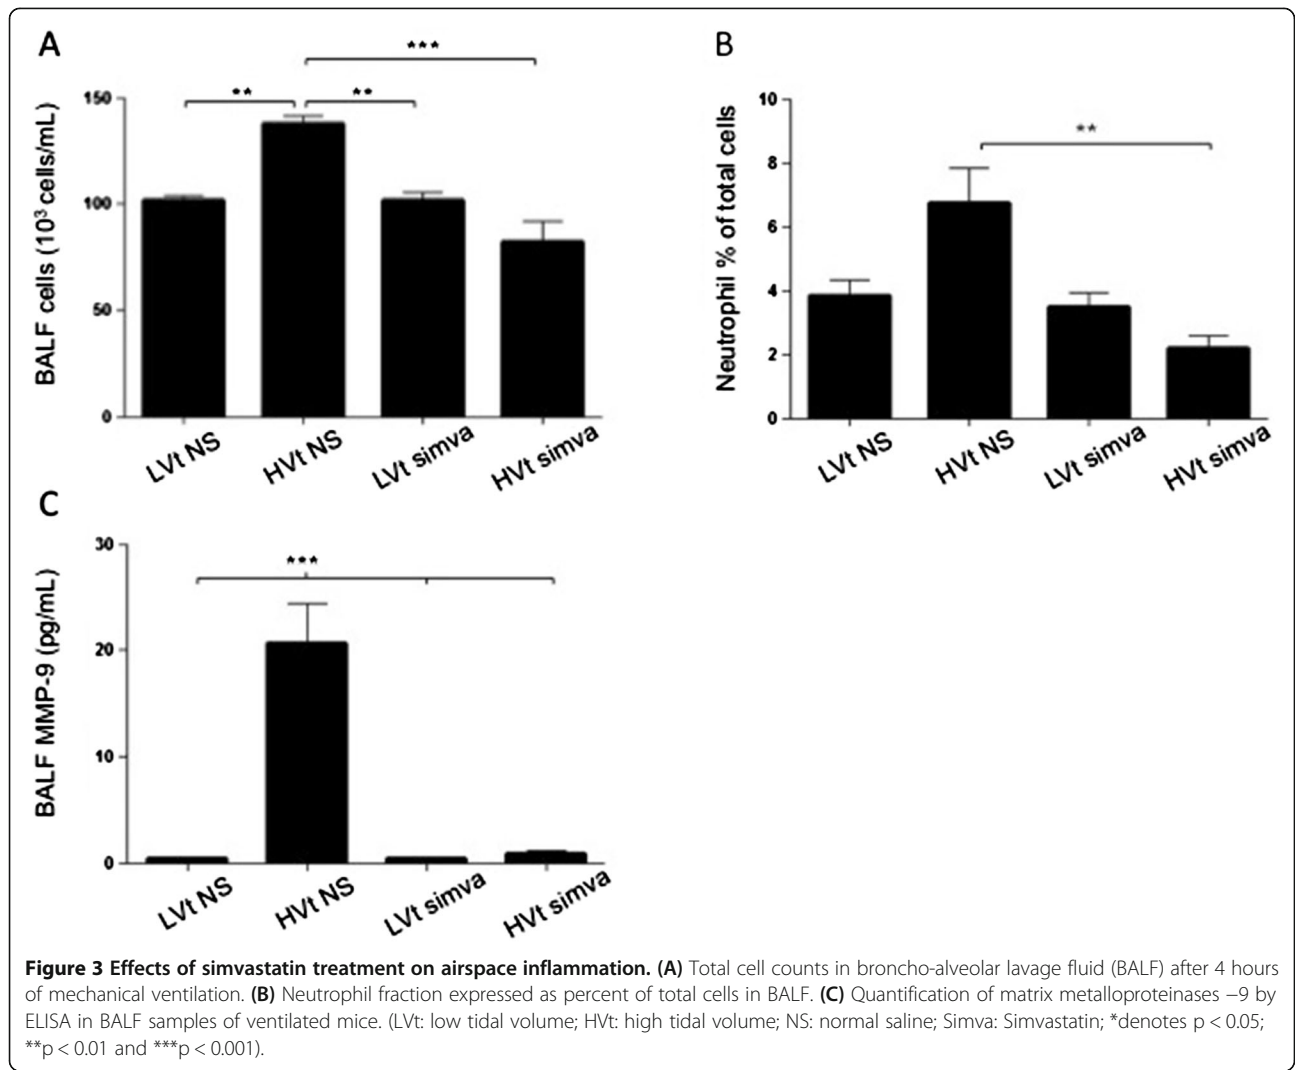 A
***
**
**
BALF cells (10³ cells/mL)
150
100
50
0
LVt NS
HVt NS
LVt simva
HVt simva
B
**
Neutrophil % of total cells
10
8
6
4
2
0
LVt NS
HVt NS
LVt simva
HVt simva
C
***
BALF MMP-9 (pg/mL)
30
20
10
0
LVt NS
HVt NS
LVt simva
HVt simva
Figure 3 Effects of simvastatin treatment on airspace inflammation. (A) Total cell counts in broncho-alveolar lavage fluid (BALF) after 4 hours
of mechanical ventilation. (B) Neutrophil fraction expressed as percent of total cells in BALF. (C) Quantification of matrix metalloproteinases −9 by
ELISA in BALF samples of ventilated mice. (LVt: low tidal volume; HVt: high tidal volume; NS: normal saline; Simva: Simvastatin; *denotes p < 0.05;
**p < 0.01 and ***p < 0.001).